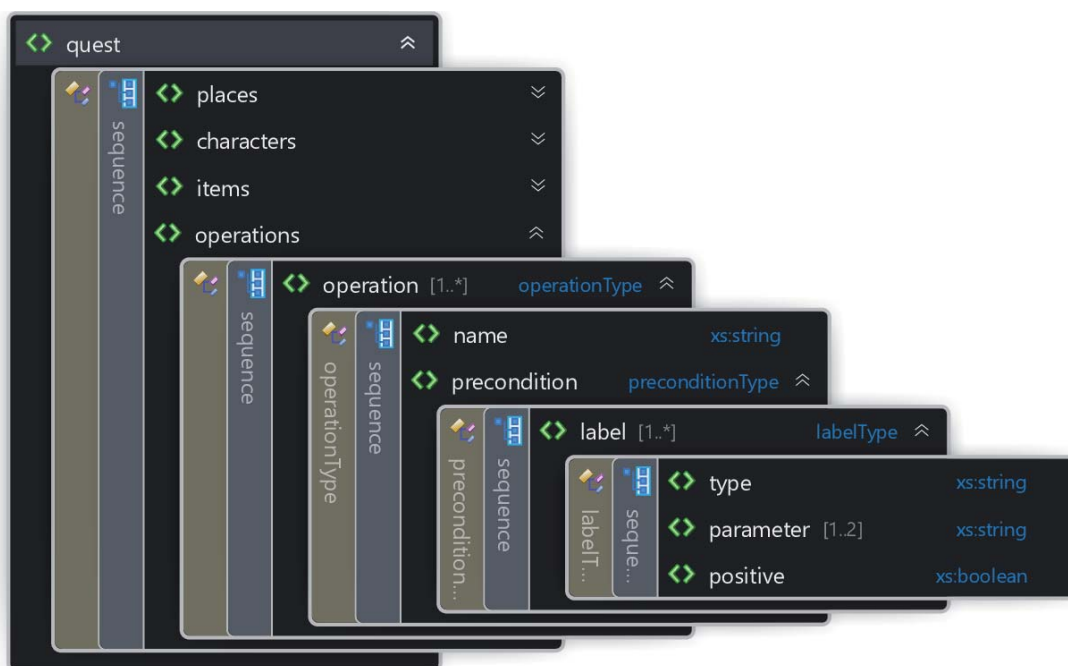 quest
sequence
places
characters
items
operations
sequence
operation [1..*] operationType
operationType
sequence
name xs:string
precondition preconditionType
precondition...
sequence
label [1..*] labelType
labelT...
seque...
type xs:string
parameter [1..2] xs:string
positive xs:boolean